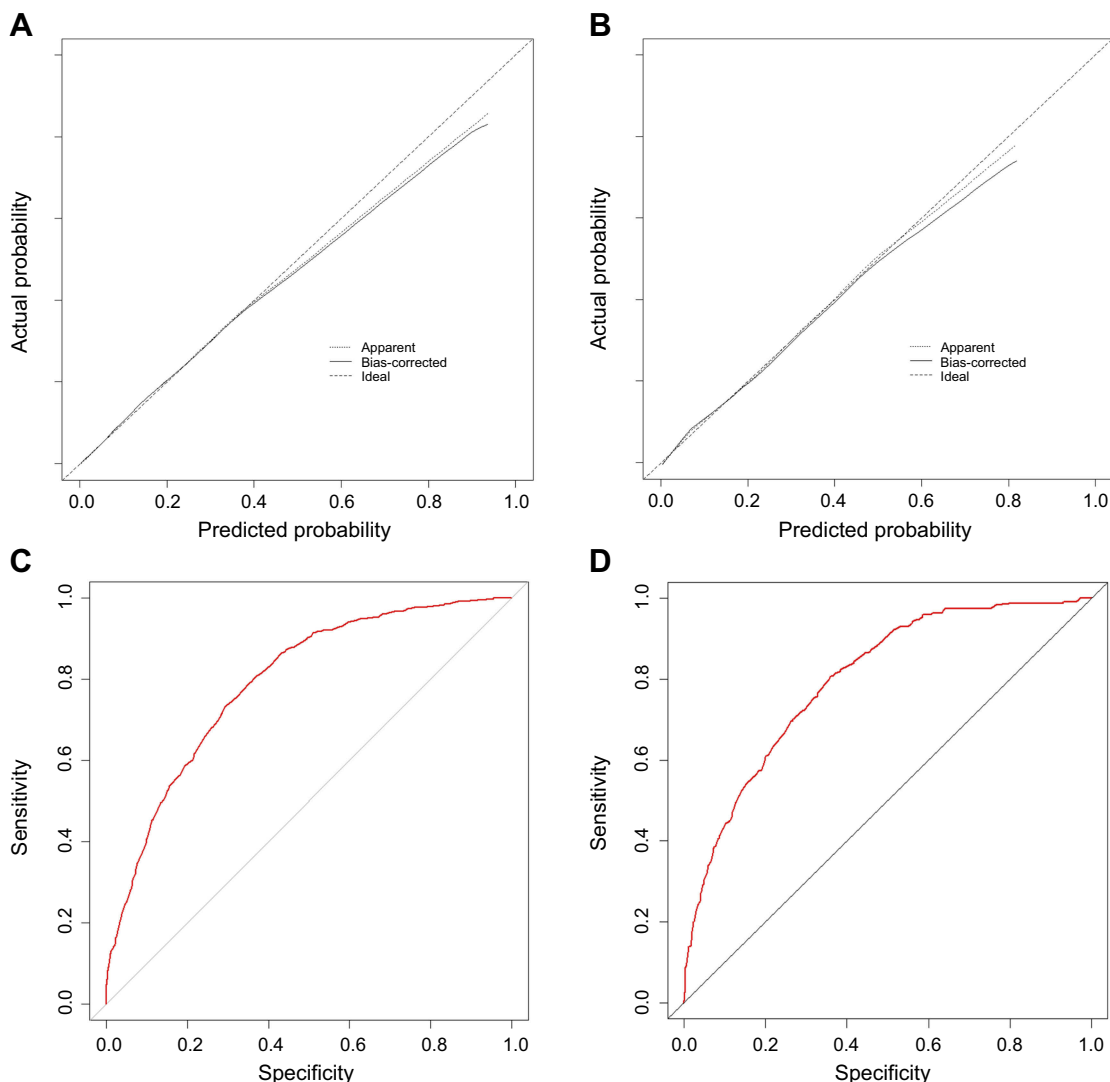 A
Actual probability
Apparent
Bias-corrected
Ideal
0.0 0.2 0.4 0.6 0.8 1.0
Predicted probability
B
Actual probability
Apparent
Bias-corrected
Ideal
0.0 0.2 0.4 0.6 0.8 1.0
Predicted probability
C
Sensitivity
1.0
0.8
0.6
0.4
0.2
0.0
0.0 0.2 0.4 0.6 0.8 1.0
Specificity
D
Sensitivity
1.0
0.8
0.6
0.4
0.2
0.0
0.0 0.2 0.4 0.6 0.8 1.0
Specificity